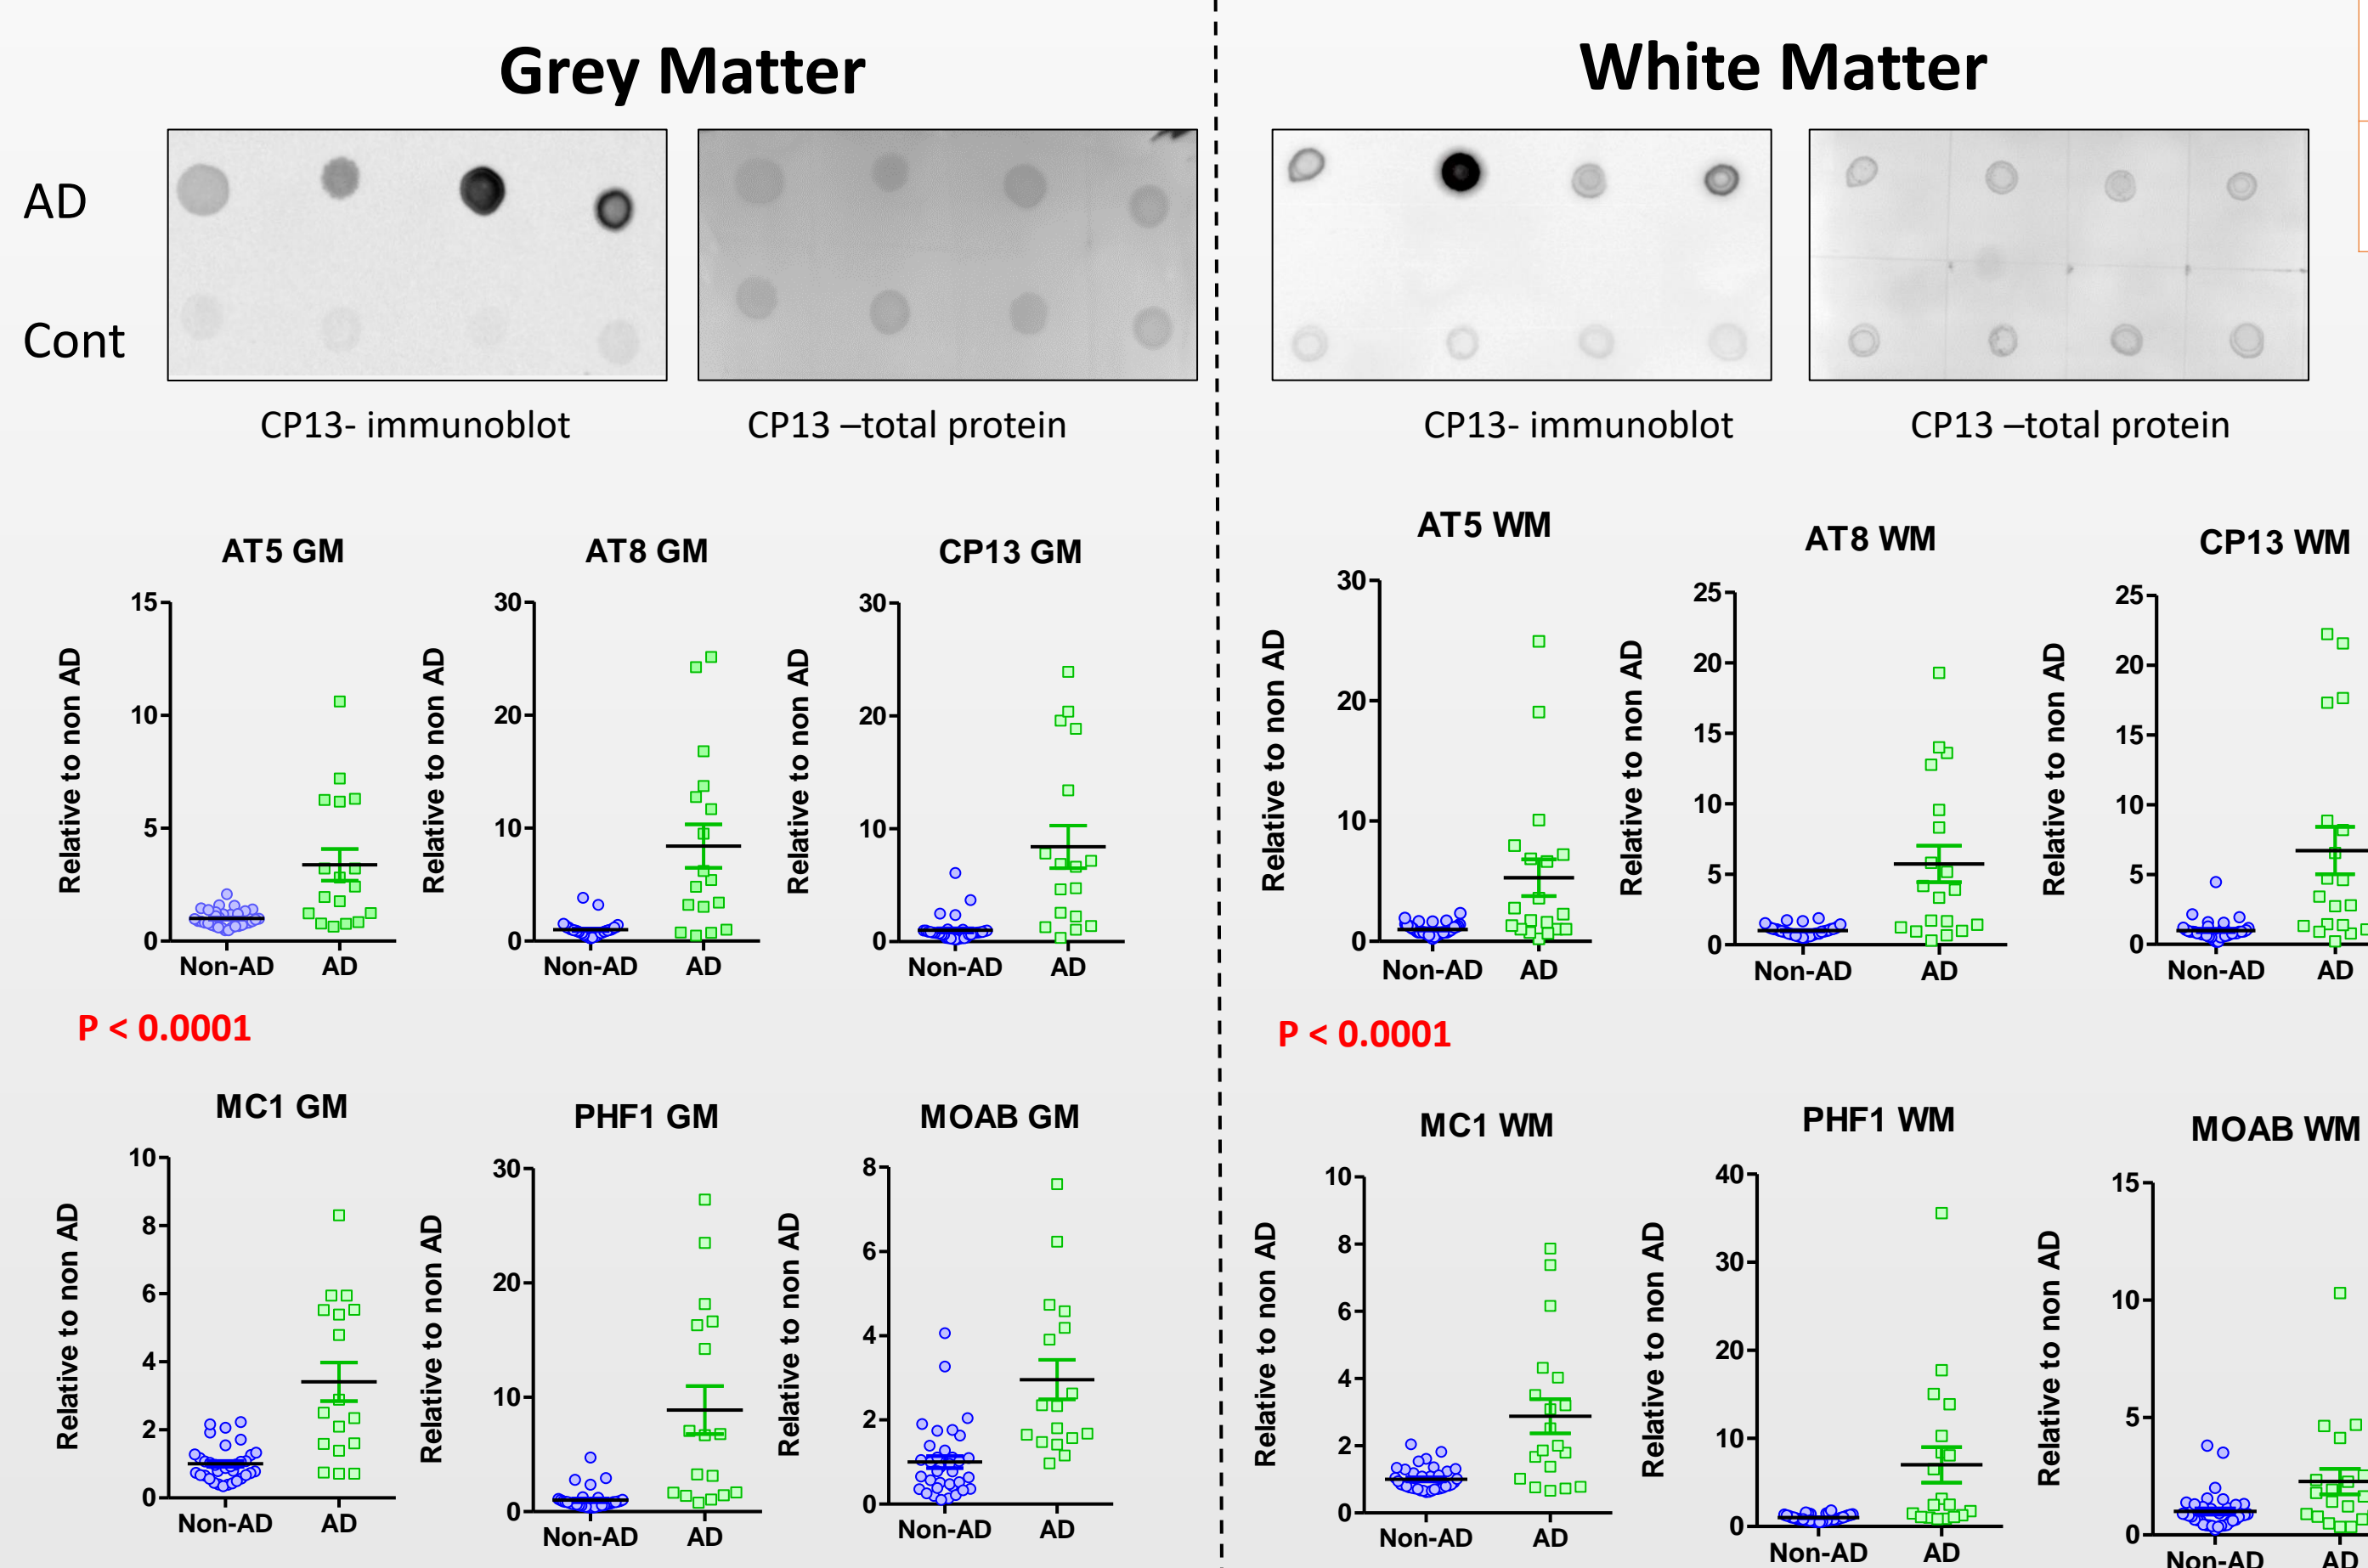 Grey Matter
White Matter
AD
Cont
CP13- immunoblot
CP13 –total protein
CP13- immunoblot
CP13 –total protein
AT5 GM
Relative to non AD
15
10
5
0
Non-AD
AD
AT8 GM
Relative to non AD
30
20
10
0
Non-AD
AD
CP13 GM
Relative to non AD
30
20
10
0
Non-AD
AD
AT5 WM
Relative to non AD
30
20
10
0
Non-AD
AD
AT8 WM
Relative to non AD
25
20
15
10
5
0
Non-AD
AD
CP13 WM
Relative to non AD
25
20
15
10
5
0
Non-AD
AD
P < 0.0001
P < 0.0001
MC1 GM
Relative to non AD
10
8
6
4
2
0
Non-AD
AD
PHF1 GM
Relative to non AD
30
20
10
0
Non-AD
AD
MOAB GM
Relative to non AD
8
6
4
2
0
Non-AD
AD
MC1 WM
Relative to non AD
10
8
6
4
2
0
Non-AD
AD
PHF1 WM
Relative to non AD
40
30
20
10
0
Non-AD
AD
MOAB WM
Relative to non AD
15
10
5
0
Non-AD
AD